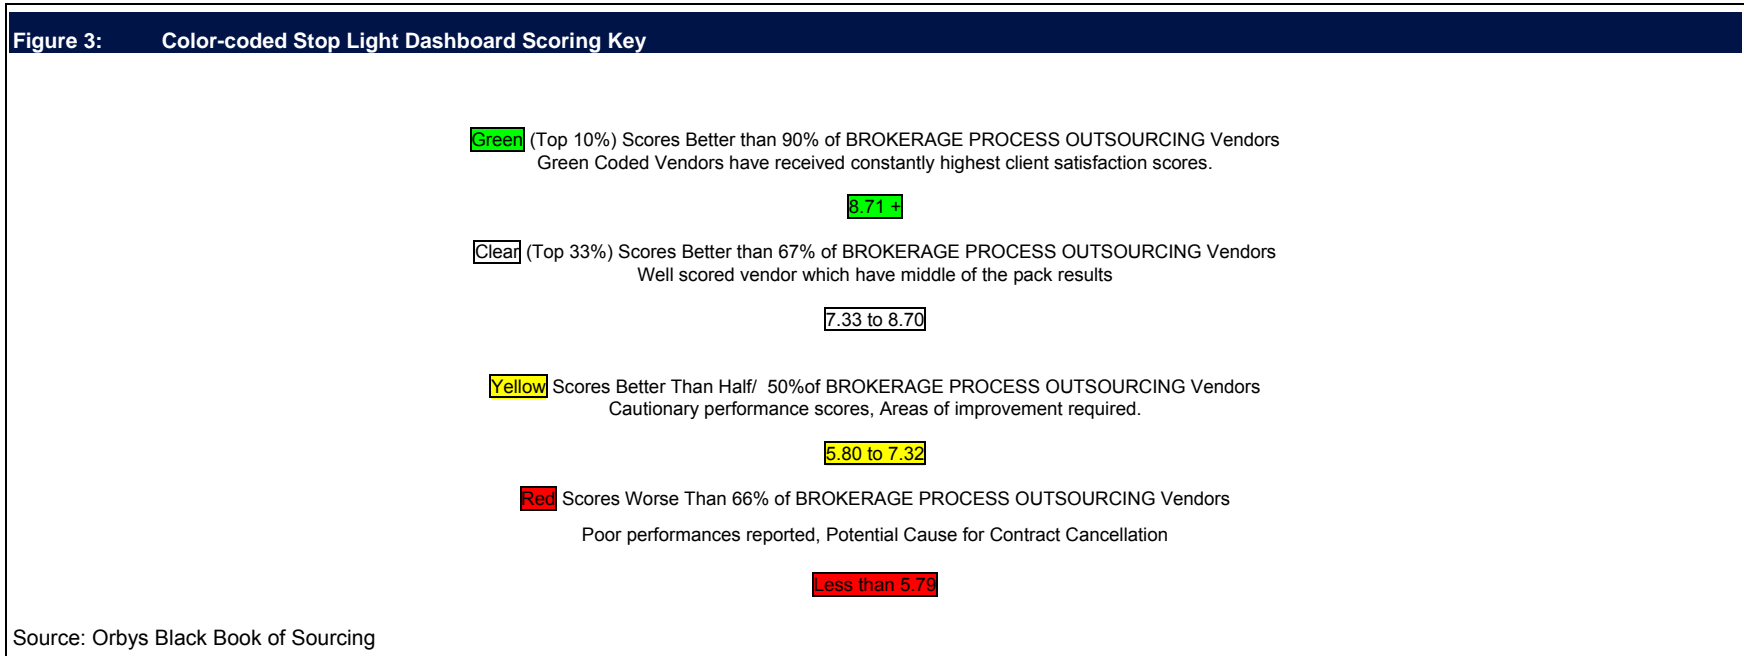 Figure 3: Color-coded Stop Light Dashboard Scoring Key
Green (Top 10%) Scores Better than 90% of BROKERAGE PROCESS OUTSOURCING Vendors
Green Coded Vendors have received constantly highest client satisfaction scores.
8.71 +
Clear (Top 33%) Scores Better than 67% of BROKERAGE PROCESS OUTSOURCING Vendors
Well scored vendor which have middle of the pack results
7.33 to 8.70
Yellow Scores Better Than Half/ 50%of BROKERAGE PROCESS OUTSOURCING Vendors
Cautionary performance scores, Areas of improvement required.
5.80 to 7.32
Red Scores Worse Than 66% of BROKERAGE PROCESS OUTSOURCING Vendors
Poor performances reported, Potential Cause for Contract Cancellation
Less than 5.79
Source: Orbys Black Book of Sourcing